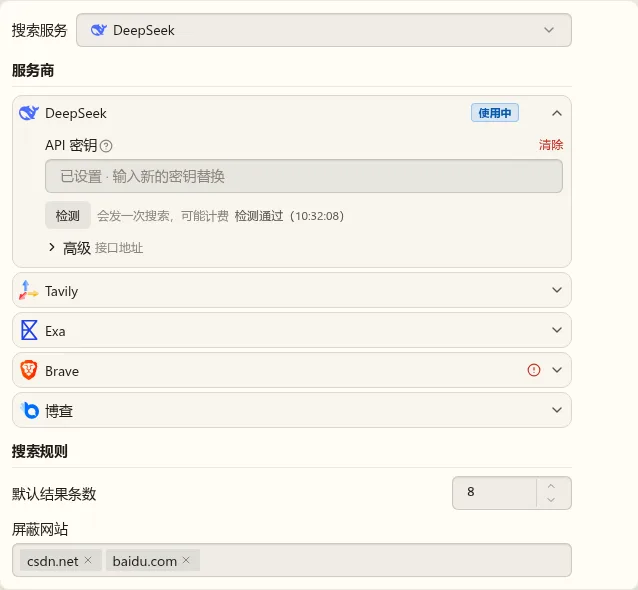 搜索服务 DeepSeek
服务商
DeepSeek 使用中
API 密钥 清除
已设置 · 输入新的密钥替换
检测 会发一次搜索，可能计费 检测通过（10:32:08）
高级 接口地址
Tavily
Exa
Brave
博查
搜索规则
默认结果条数 8
屏蔽网站
csdn.net × baidu.com ×